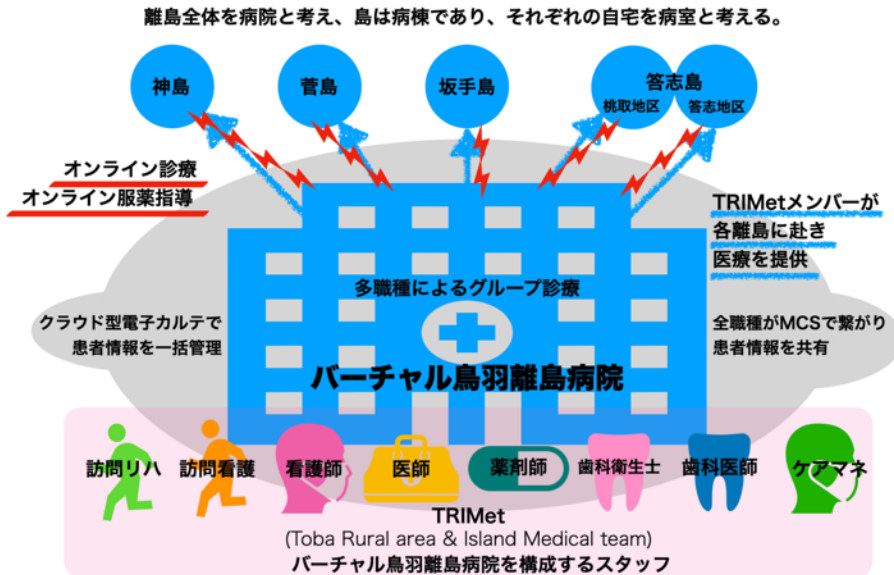 離島全体を病院と考え、島は病棟であり、それぞれの自宅を病室と考える。
神島
菅島
坂手島
答志島
桃取地区
答志地区
オンライン診療
オンライン服薬指導
TRIMetメンバーが
各離島に赴き
医療を提供
多職種によるグループ診療
クラウド型電子カルテで
患者情報を一括管理
全職種がMCSで繋がり
患者情報を共有
バーチャル鳥羽離島病院
訪問リハ
訪問看護
看護師
医師
薬剤師
歯科衛生士
歯科医師
ケアマネ
TRIMet
(Toba Rural area & Island Medical team)
バーチャル鳥羽離島病院を構成するスタッフ